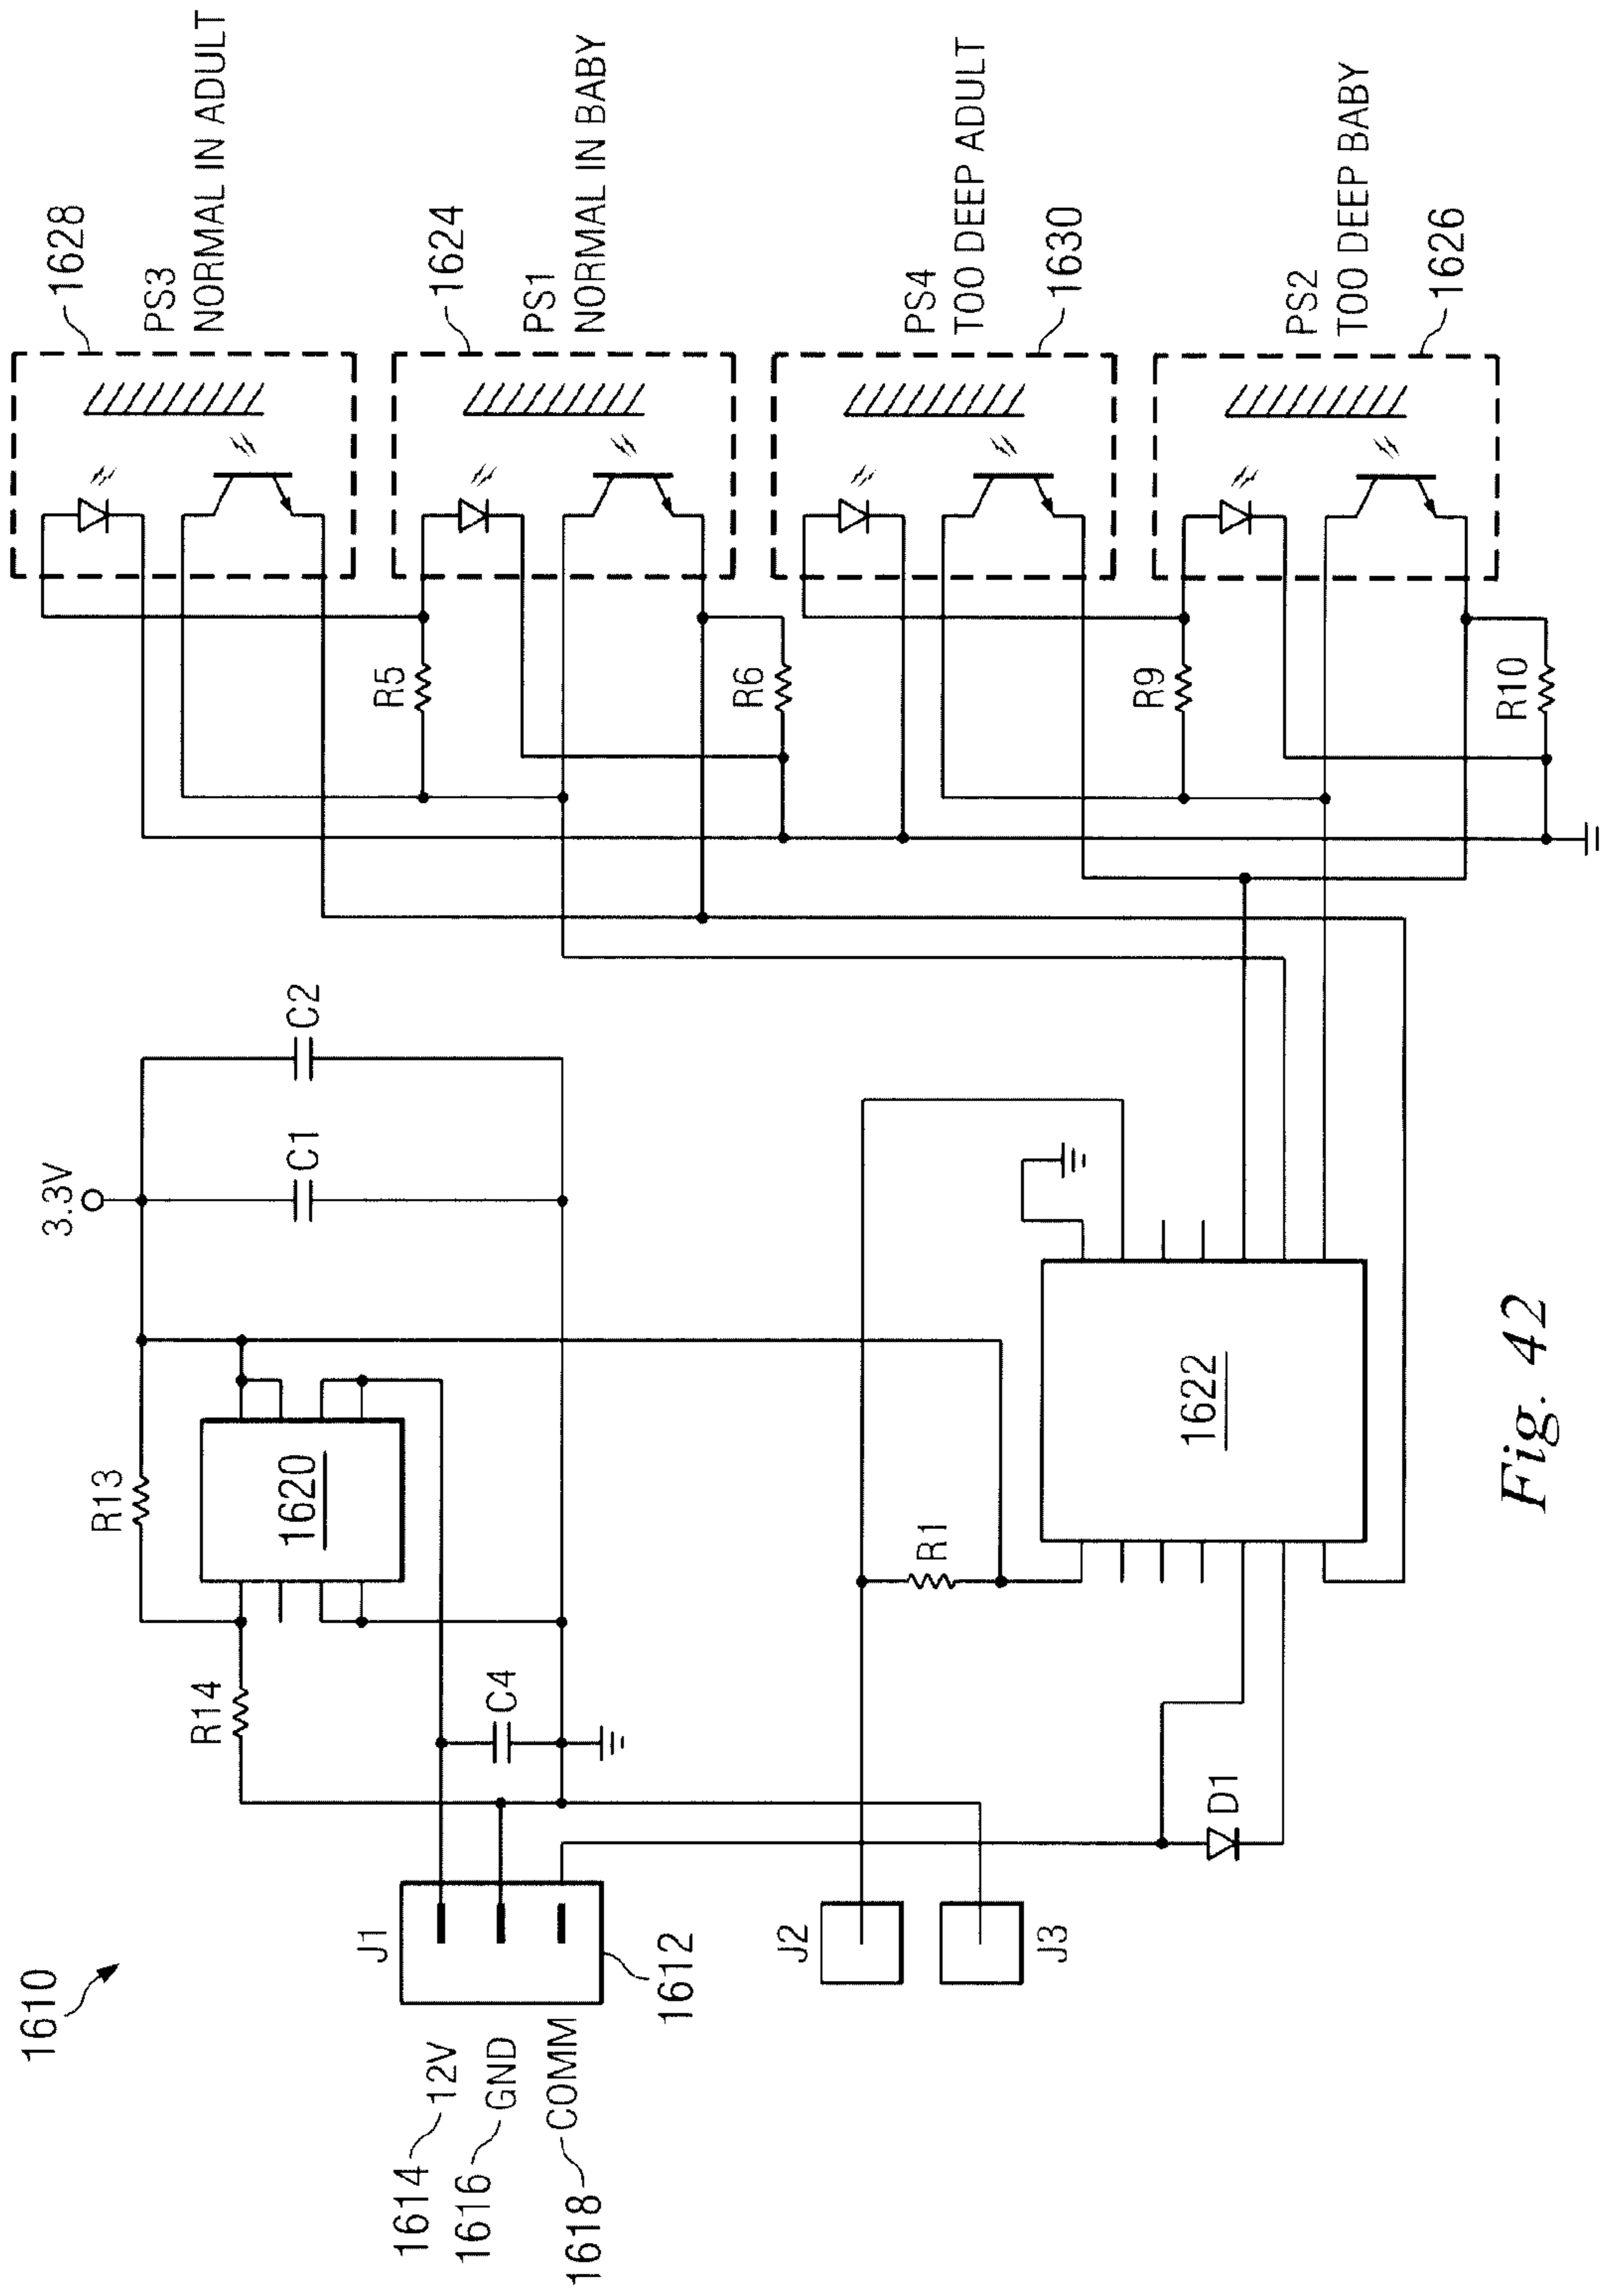 1610
1614
12V
1616
GND
1618
COMM
J1
1612
R14
R13
1620
C4
3.3V
C1
C2
J2
J3
R1
D1
1622
R5
R6
R9
R10
1628
PS3
NORMAL IN ADULT
1624
PS1
NORMAL IN BABY
PS4
TOO DEEP ADULT
1630
PS2
TOO DEEP BABY
1626
Fig. 42